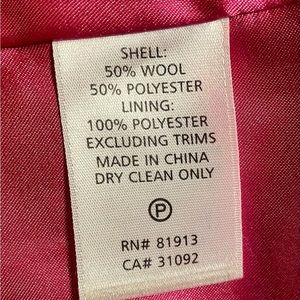 SHELL:
50% WOOL
50% POLYESTER
LINING:
100% POLYESTER
EXCLUDING TRIMS
MADE IN CHINA
DRY CLEAN ONLY
P
RN# 81913
CA# 31092